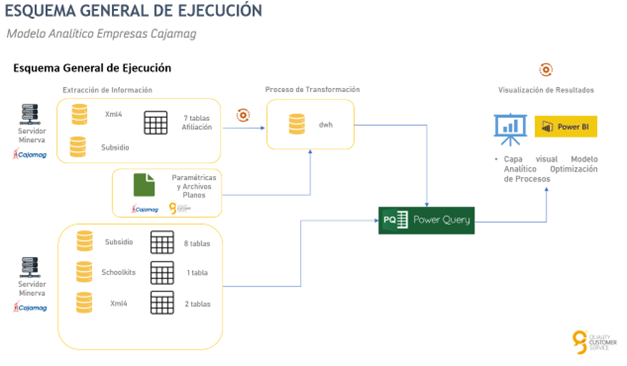 ESQUEMA GENERAL DE EJECUCIÓN
Modelo Analítico Empresas Cajamag
Esquema General de Ejecución
Extracción de Información
Proceso de Transformación
Visualización de Resultados
Servidor
Minerva
Cajamag
Xml4
Subsidio
7 tablas
Afiliación
dwh
Power BI
• Capa visual Modelo
Analítico Optimización
de Procesos
Paramétricas
y Archivos
Planos
Cajamag
PQ Power Query
Servidor
Minerva
Cajamag
Subsidio
8 tablas
Schoolkits
1 tabla
Xml4
2 tablas
QUALITY
CUSTOMER
SERVICE